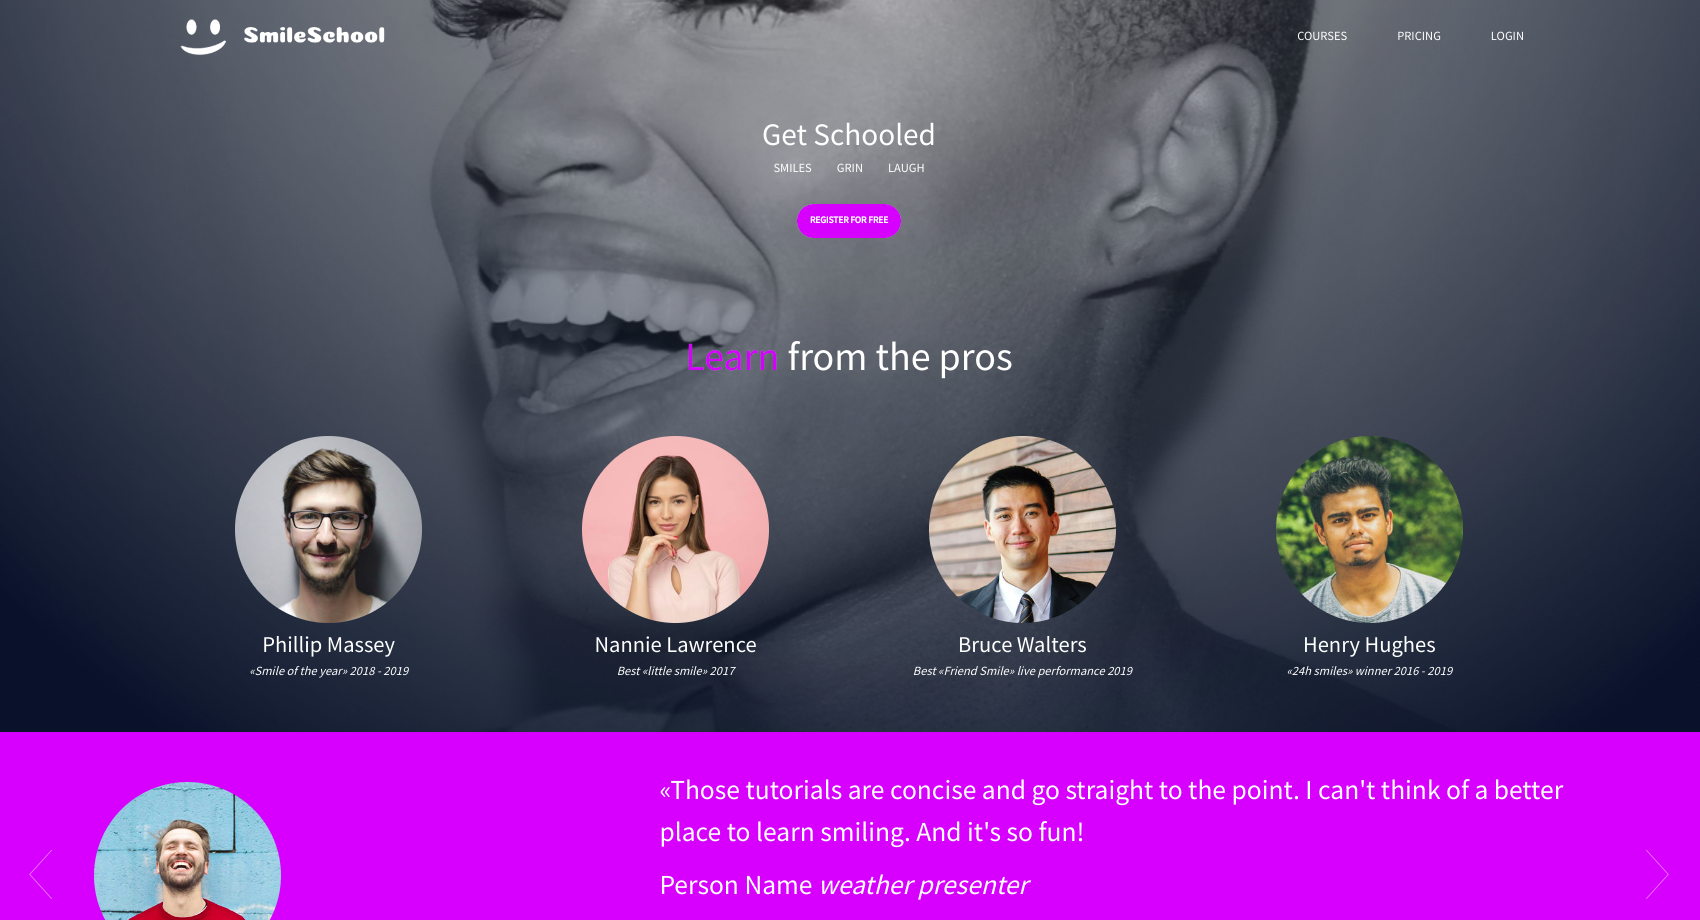 SmileSchool
COURSES PRICING LOGIN
Get Schooled
SMILES GRIN LAUGH
REGISTER FOR FREE
Learn from the pros
Phillip Massey
«Smile of the year» 2018 - 2019
Nannie Lawrence
Best «little smile» 2017
Bruce Walters
Best «Friend Smile» live performance 2019
Henry Hughes
«24h smiles» winner 2016 - 2019
«Those tutorials are concise and go straight to the point. I can't think of a better
place to learn smiling. And it's so fun!
Person Name weather presenter